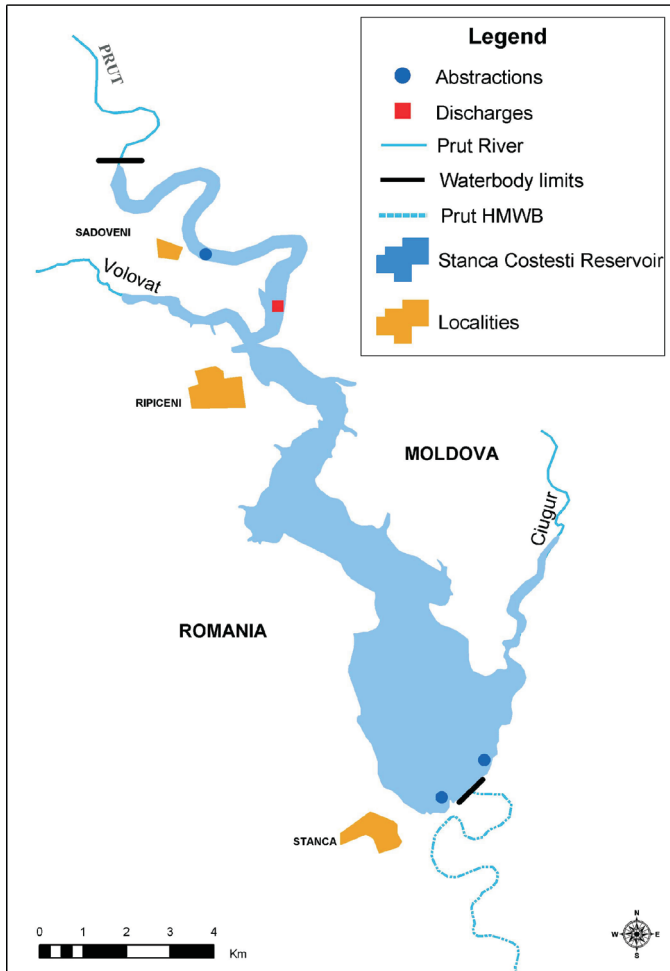 PRUT
Legend
Abstractions
Discharges
Prut River
Waterbody limits
Prut HMWB
Stanca Costesti Reservoir
Localities
SADOVENI
Volovat
RIPICENI
MOLDOVA
Ciugur
ROMANIA
STANCA
0 1 2 3 4
Km
N
W E
S